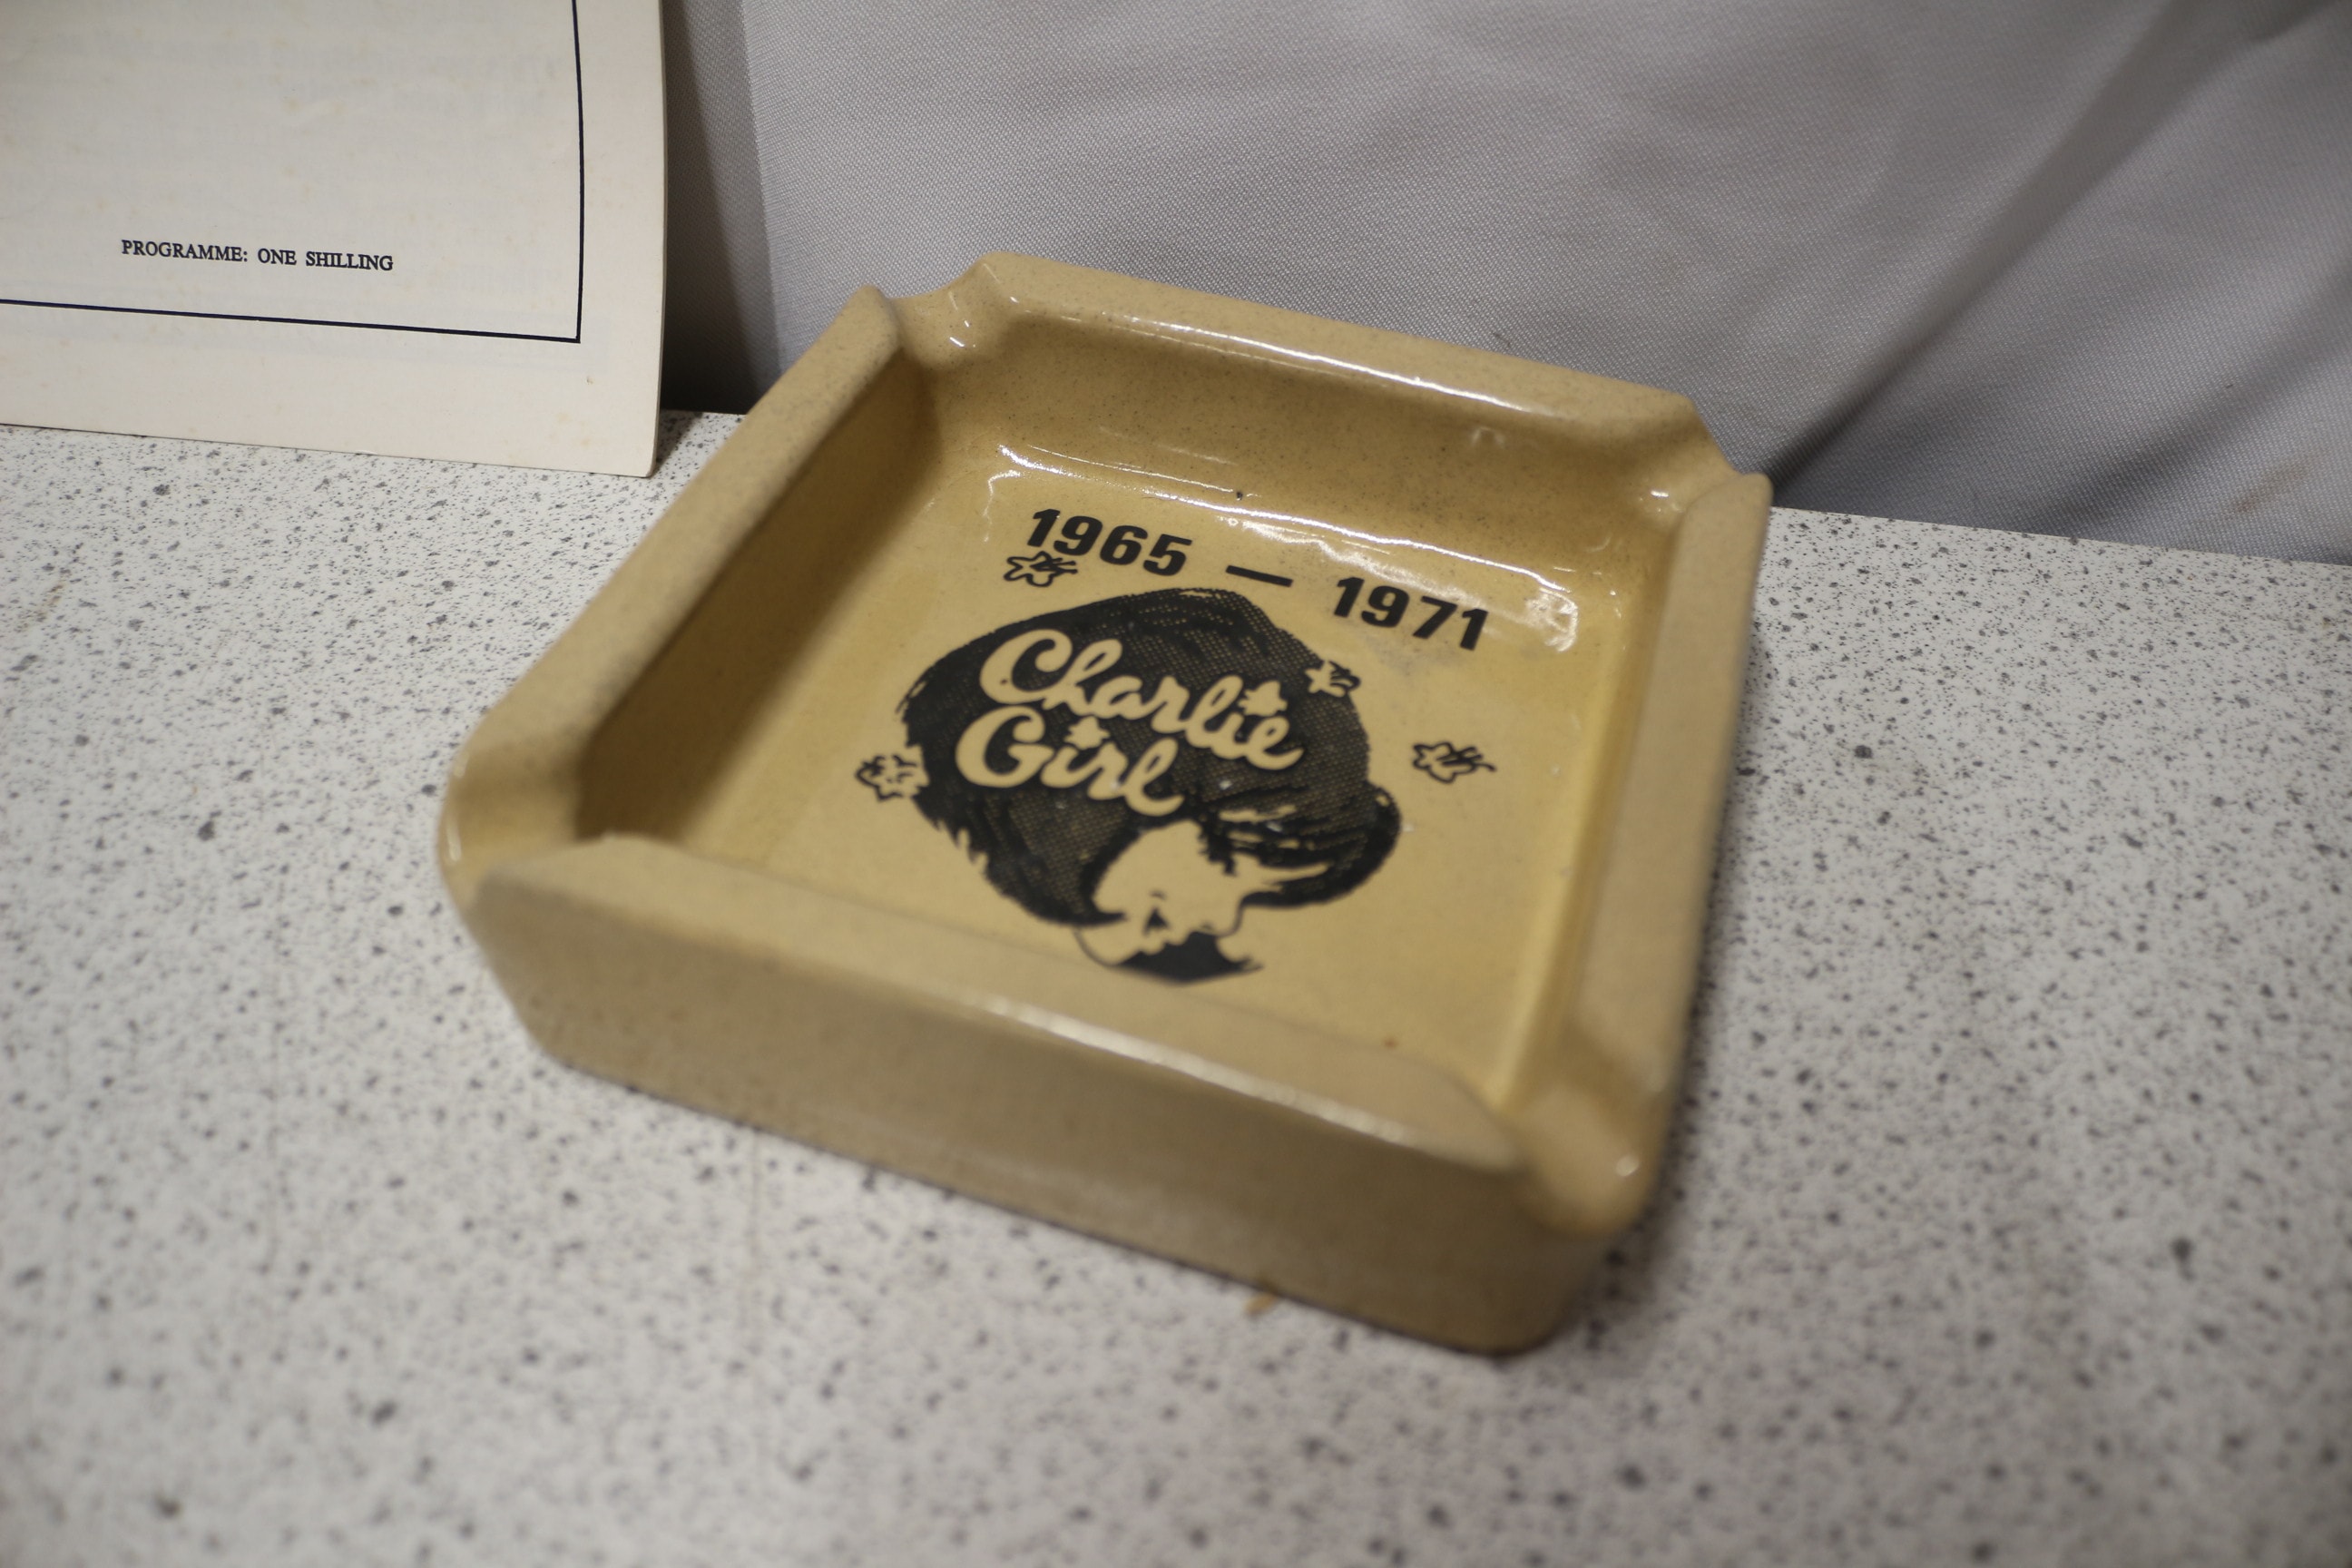 PROGRAMME: ONE SHILLING
1965 — 1971
Charlie
Girl